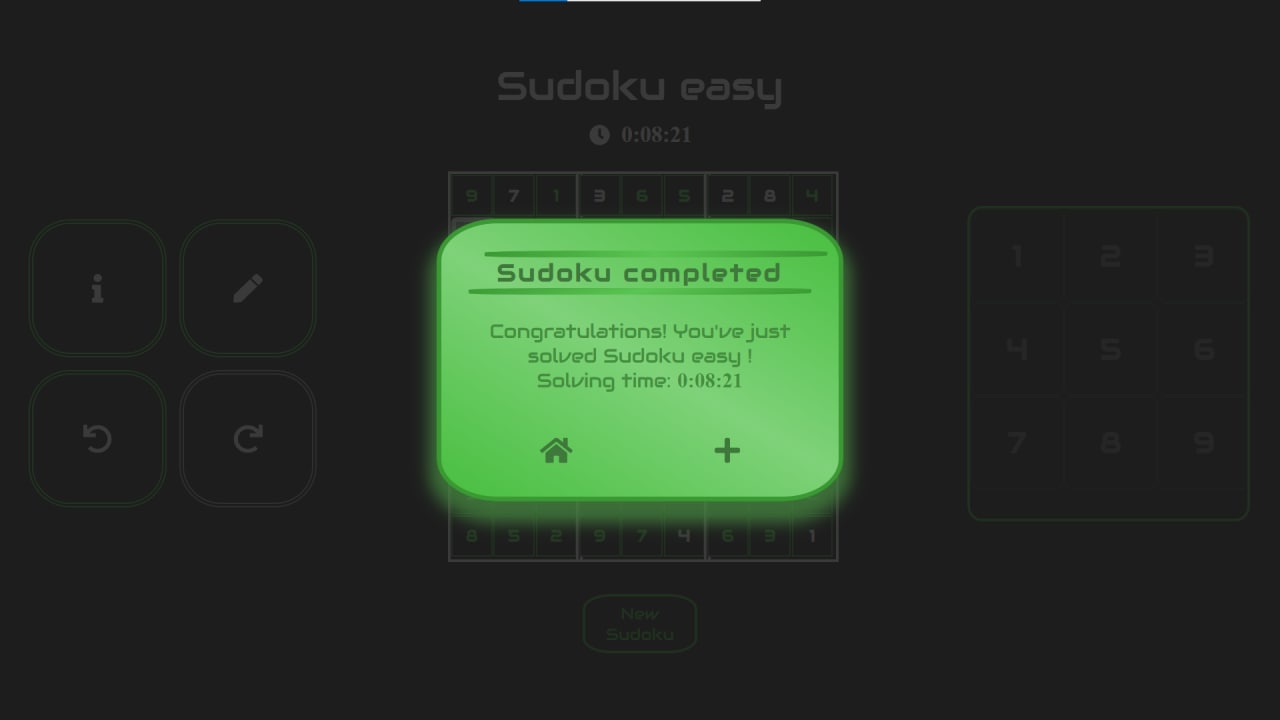 Sudoku easy
0:08:21
9 7 1 3 6 5 2 8 4
Sudoku completed
Congratulations! You've just
solved Sudoku easy !
Solving time: 0:08:21
8 5 2 9 7 4 6 3 1
1 2 3
4 5 6
7 8 9
New
Sudoku